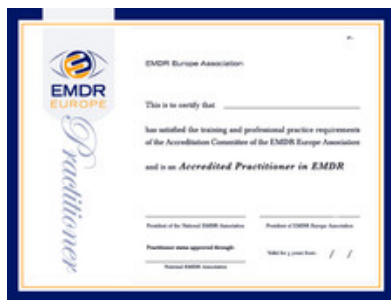 EMDR
EUROPE
Practitioner
EMDR Europe Association
This is to certify that
has satisfied the training and professional practice requirements
of the Accreditation Committee of the EMDR Europe Association
and is an Accredited Practitioner in EMDR
President of the National EMDR Association
President of EMDR Europe Association
Practitioner status approved through:
National EMDR Association
Valid for 5 years from: / /